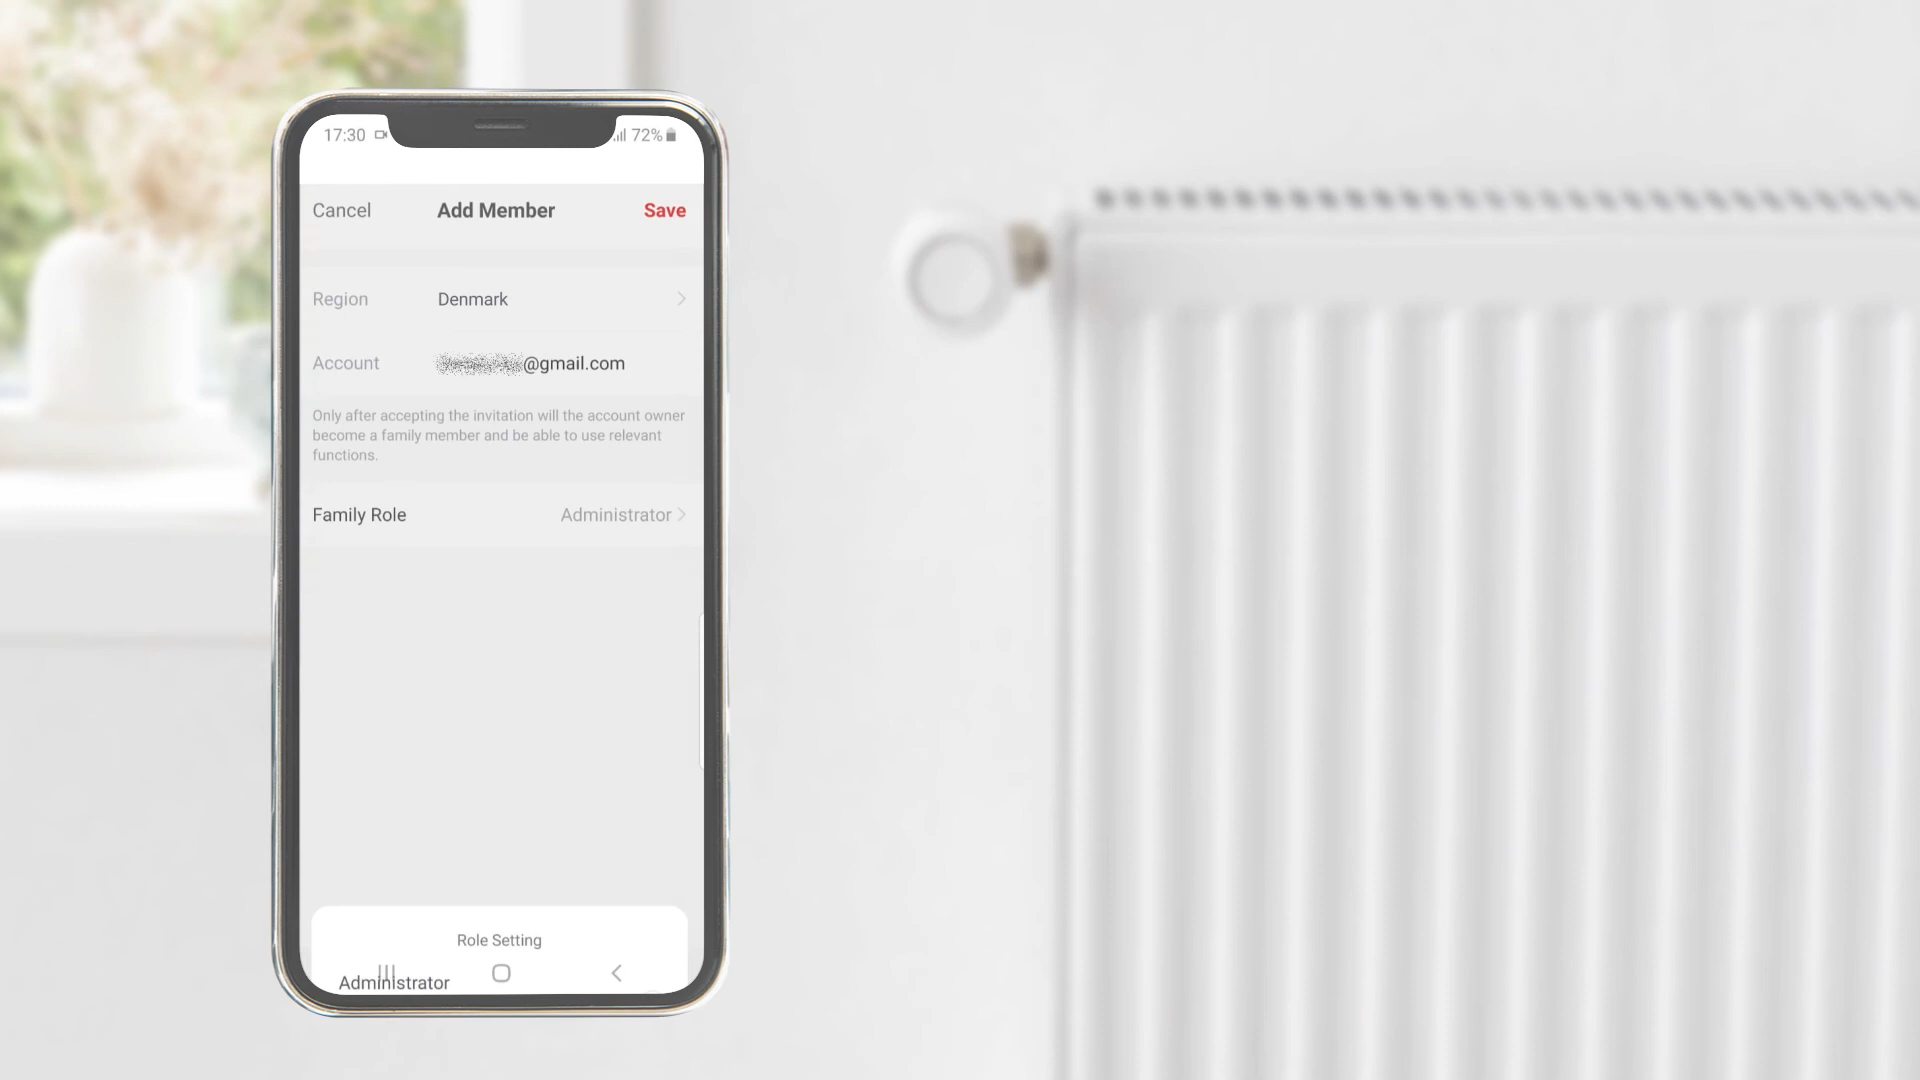 17:30 72%
Cancel Add Member Save
Region Denmark
Account @gmail.com
Only after accepting the invitation will the account owner
become a family member and be able to use relevant
functions.
Family Role Administrator
Role Setting
Administrator